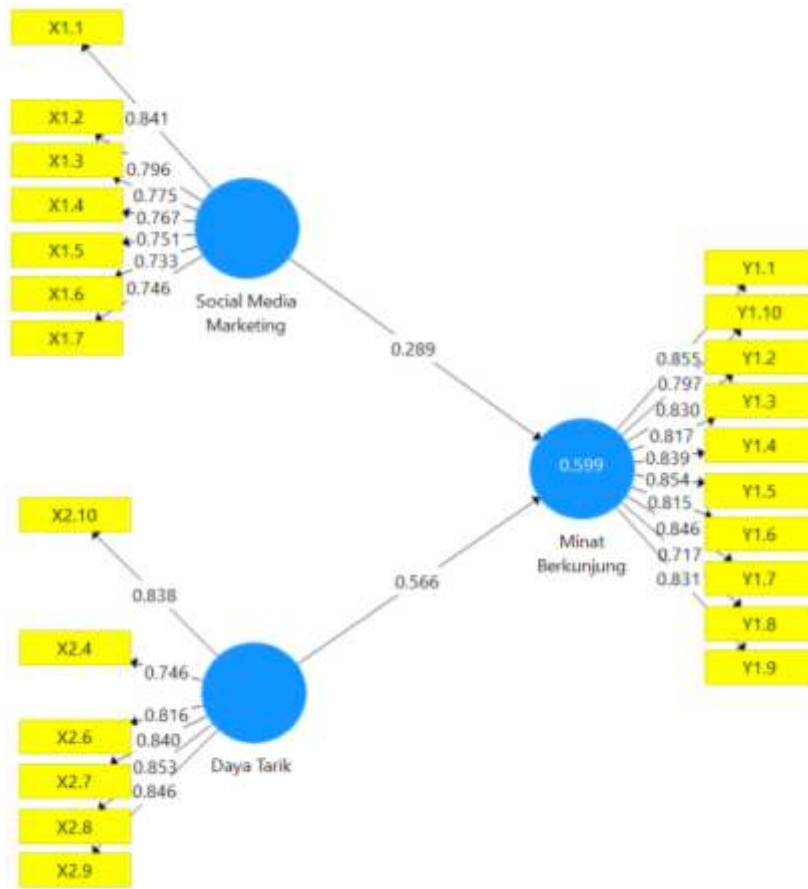 X1.1
0.841
X1.2
0.796
X1.3
0.775
X1.4
0.767
X1.5
0.751
X1.6
0.733
X1.7
0.746
Social Media
Marketing
0.289
X2.10
0.838
X2.4
0.746
X2.6
0.816
X2.7
0.840
X2.8
0.853
X2.9
0.846
Daya Tarik
0.566
0.599
Minat
Berkunjung
Y1.1
0.855
Y1.10
0.797
Y1.2
0.830
Y1.3
0.817
Y1.4
0.839
Y1.5
0.854
Y1.6
0.815
Y1.7
0.846
Y1.8
0.717
Y1.9
0.831